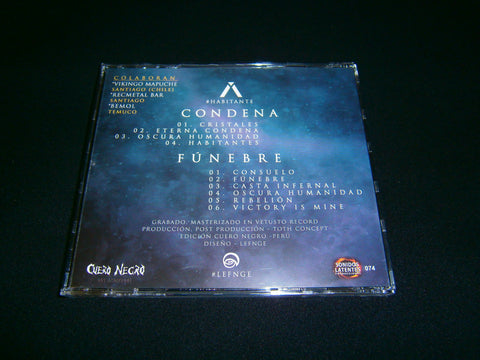 COLABORAN
*VIKINGO MAPUCHE
SANTIAGO (CHILE)
*RECMETAL BAR
SANTIAGO
*BEMOL
TEMUCO
#HABITANTE
CONDENA
01. CRISTALES
02. ETERNA CONDENA
03. OSCURA HUMANIDAD
04. HABITANTES
FÚNEBRE
01. CONSUELO
02. FÚNEBRE
03. CASTA INFERNAL
04. OSCURA HUMANIDAD
05. REBELIÓN
06. VICTORY IS MINE
GRABADO, MASTERIZADO EN VETUSTO RECORD
PRODUCCIÓN, POST PRODUCCIÓN - TOTH CONCEPT
EDICIÓN CUERO NEGRO - PERÚ
DISEÑO - LEFNGE
CUERO NEGRO
#LEFNGE
SONIDOS
LATENTES
074